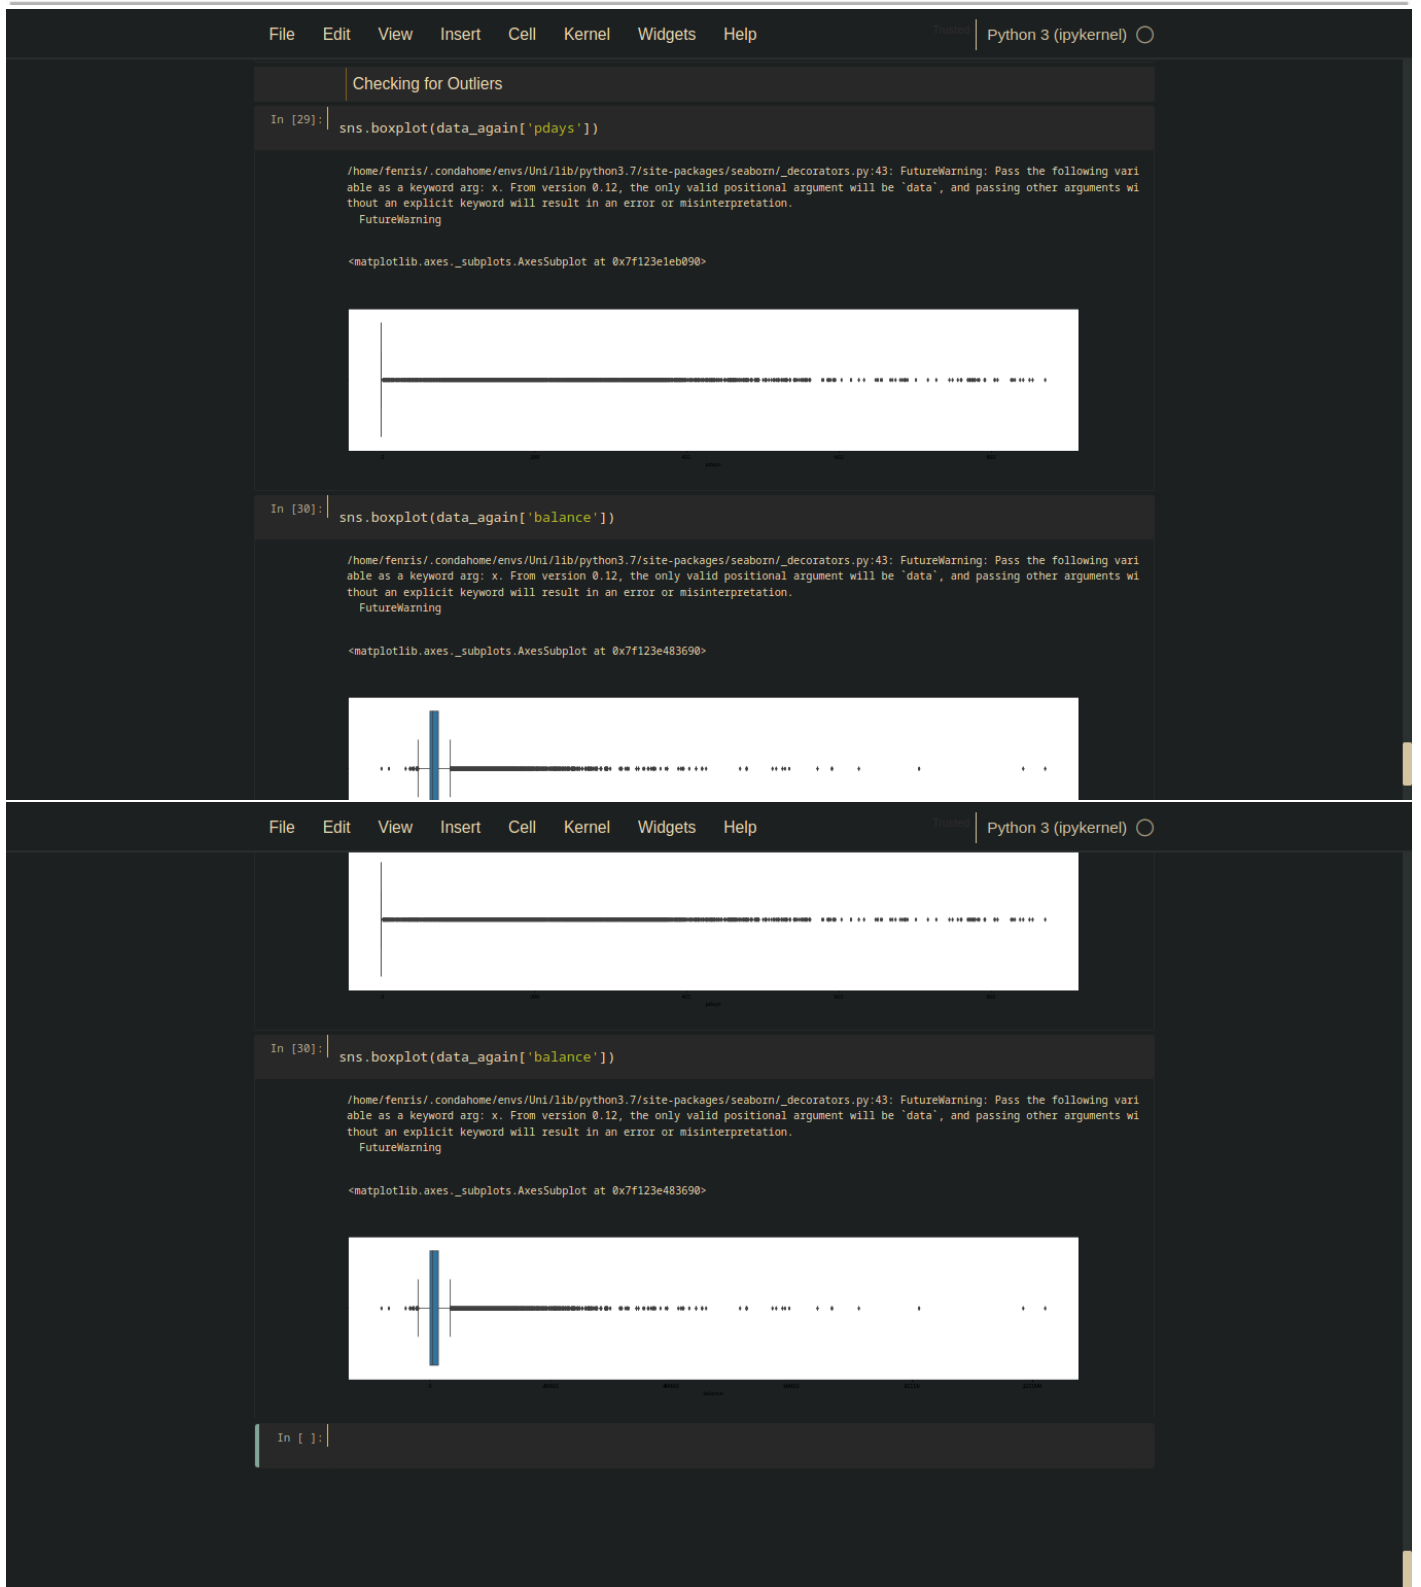 File Edit View Insert Cell Kernel Widgets Help Trusted Python 3 (ipykernel)
Checking for Outliers
In [29]: sns.boxplot(data_again['pdays'])
/home/fenris/.condahome/envs/Uni/lib/python3.7/site-packages/seaborn/_decorators.py:43: FutureWarning: Pass the following vari
able as a keyword arg: x. From version 0.12, the only valid positional argument will be `data`, and passing other arguments wi
thout an explicit keyword will result in an error or misinterpretation.
FutureWarning
<matplotlib.axes._subplots.AxesSubplot at 0x7f123e1eb090>
In [30]: sns.boxplot(data_again['balance'])
/home/fenris/.condahome/envs/Uni/lib/python3.7/site-packages/seaborn/_decorators.py:43: FutureWarning: Pass the following vari
able as a keyword arg: x. From version 0.12, the only valid positional argument will be `data`, and passing other arguments wi
thout an explicit keyword will result in an error or misinterpretation.
FutureWarning
<matplotlib.axes._subplots.AxesSubplot at 0x7f123e483690>
File Edit View Insert Cell Kernel Widgets Help Trusted Python 3 (ipykernel)
In [30]: sns.boxplot(data_again['balance'])
/home/fenris/.condahome/envs/Uni/lib/python3.7/site-packages/seaborn/_decorators.py:43: FutureWarning: Pass the following vari
able as a keyword arg: x. From version 0.12, the only valid positional argument will be `data`, and passing other arguments wi
thout an explicit keyword will result in an error or misinterpretation.
FutureWarning
<matplotlib.axes._subplots.AxesSubplot at 0x7f123e483690>
In [ ]: